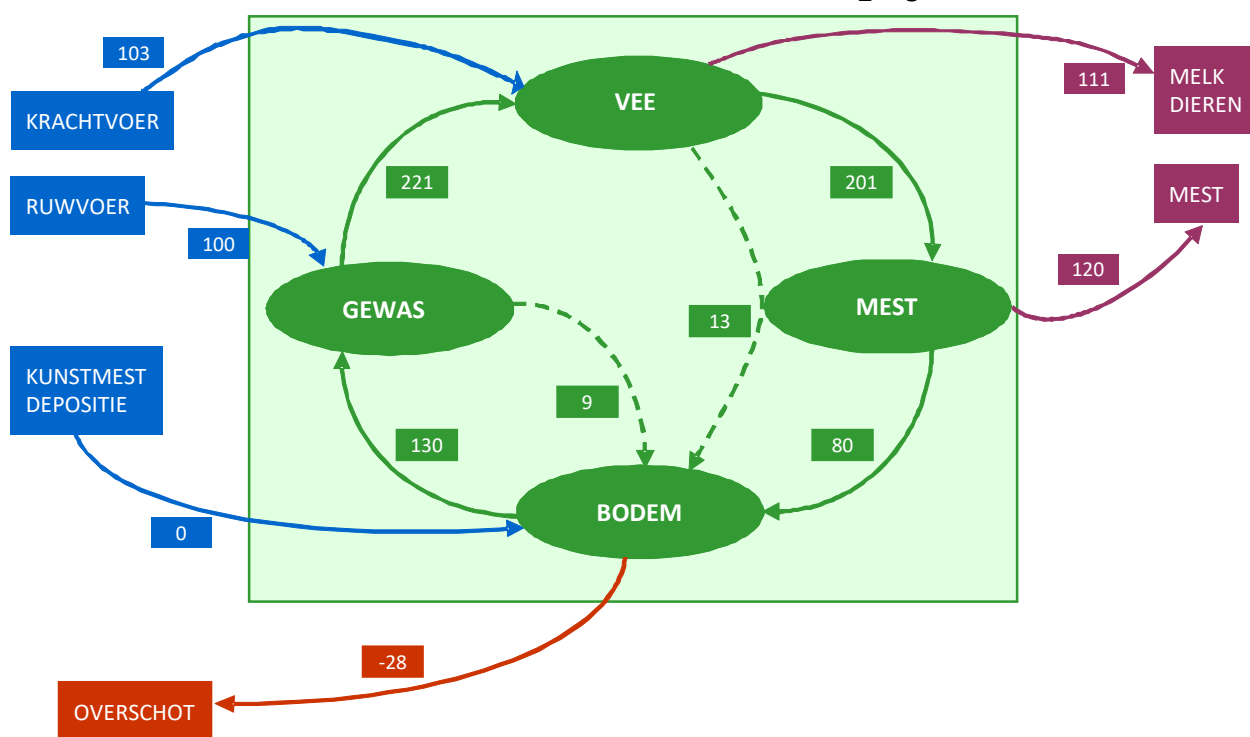 103
KRACHTVOER
VEE
111
MELK
DIEREN
221
201
RUWVOER
MEST
100
120
GEWAS
MEST
13
KUNSTMEST
DEPOSITIE
9
130
80
BODEM
0
-28
OVERSCHOT